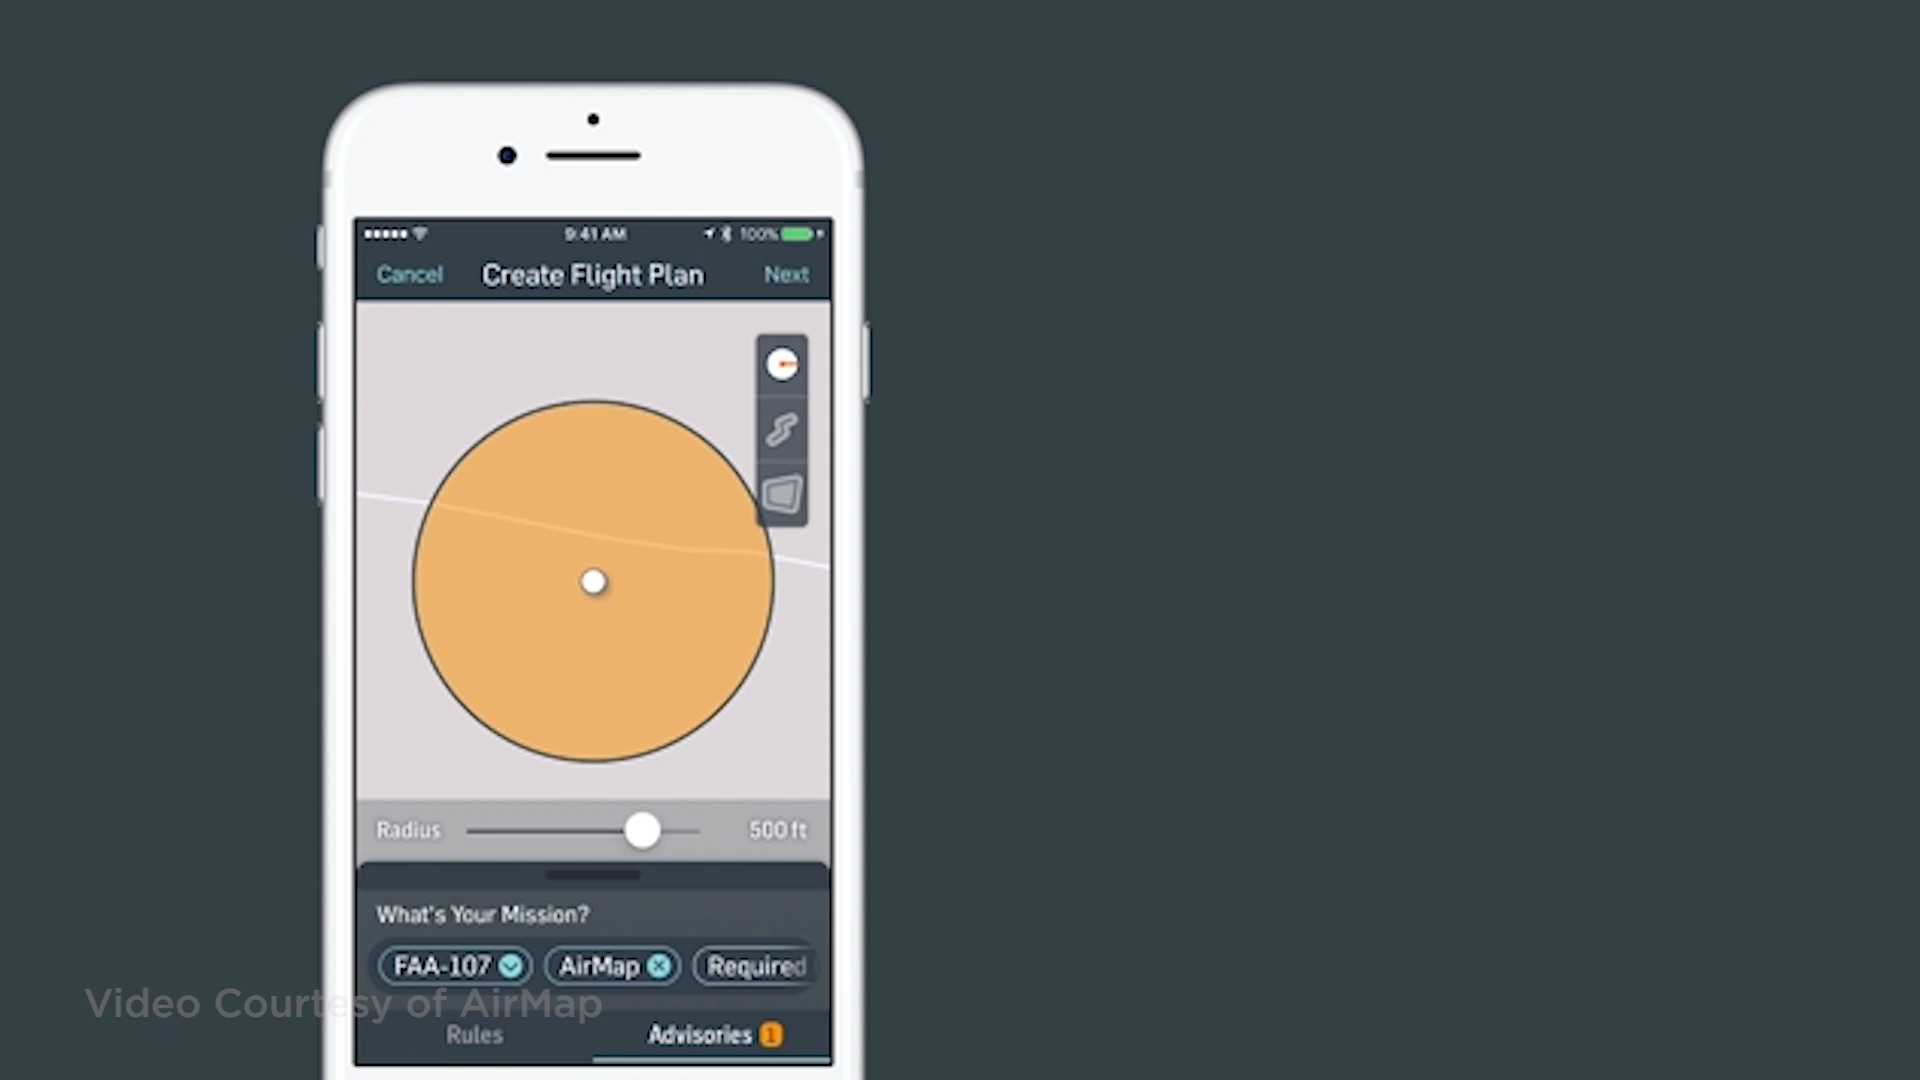 9:41 AM 100%
Cancel Create Flight Plan Next
Radius 500 ft
What's Your Mission?
FAA-107 AirMap Required
Video Courtesy of AirMap
Rules Advisories 1